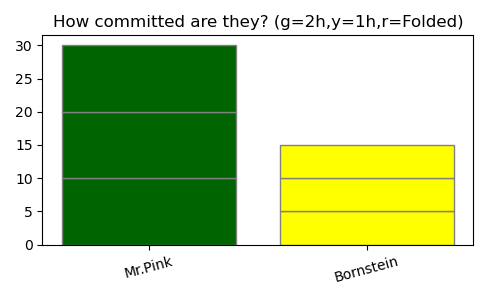 How committed are they? (g=2h,y=1h,r=Folded)
30
25
20
15
10
5
0
Mr.Pink
Bornstein